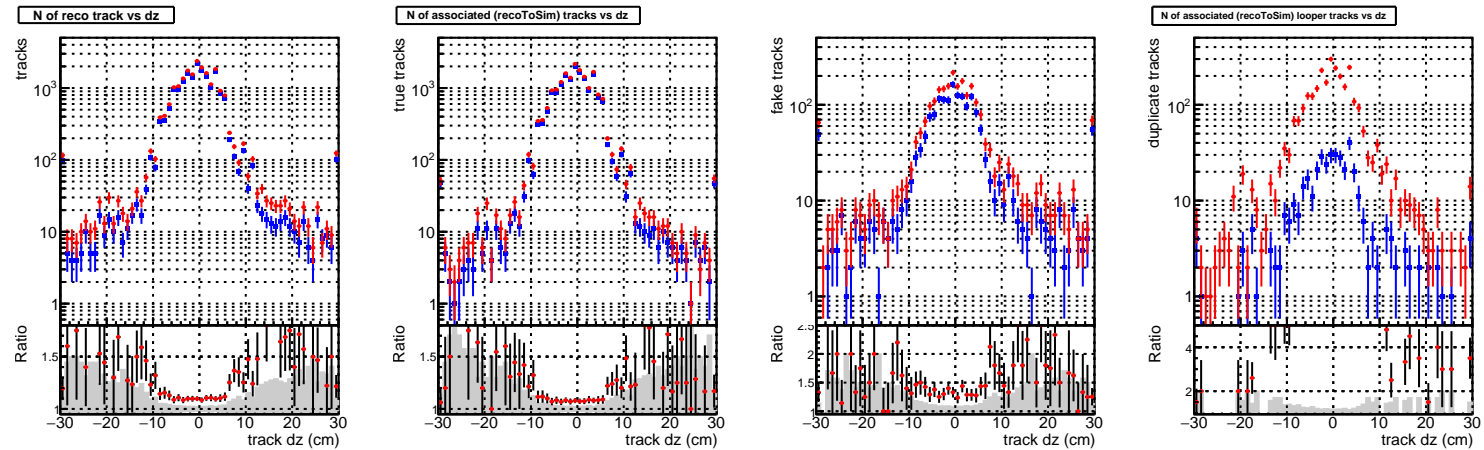 N of reco track vs dz
tracks
10³
10²
10
1
Ratio
1.5
1
−30 −20 −10 0 10 20 30
track dz (cm)
N of associated (recoToSim) tracks vs dz
true tracks
10³
10²
10
1
Ratio
1.5
1
−30 −20 −10 0 10 20 30
track dz (cm)
fake tracks
10²
10
1
Ratio
2.5
2
1.5
1
−30 −20 −10 0 10 20 30
track dz (cm)
N of associated (recoToSim) looper tracks vs dz
duplicate tracks
10²
10
1
Ratio
4
2
−30 −20 −10 0 10 20 30
track dz (cm)